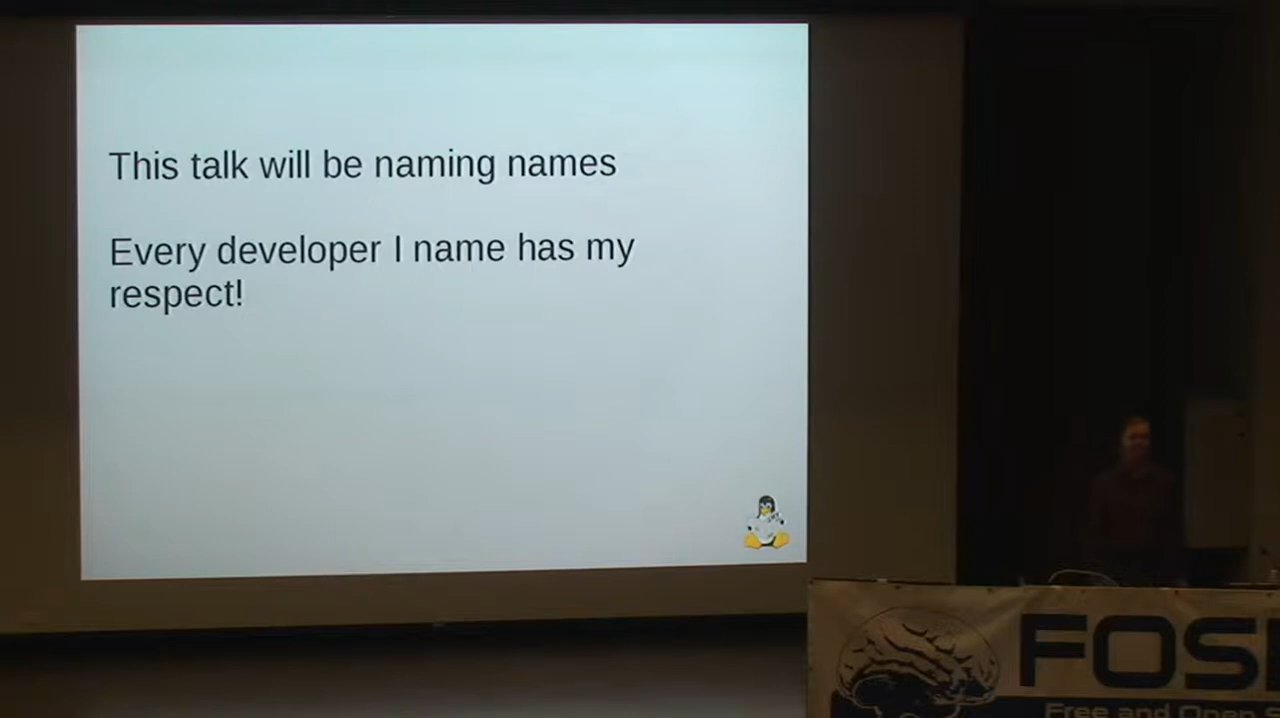 This talk will be naming names
Every developer I name has my
respect!
FOS
Free and Open